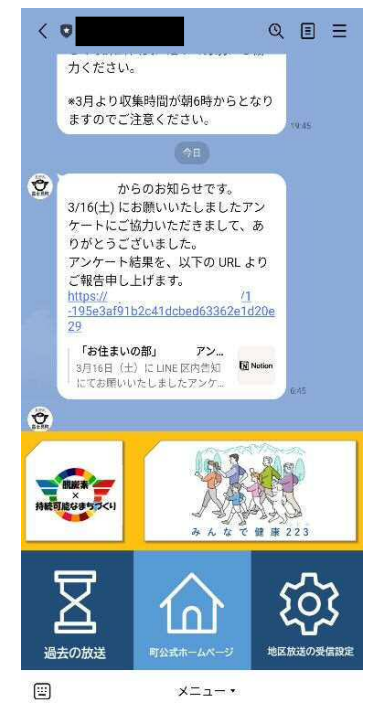 力ください。
*3月より収集時間が朝6時からとなり
ますのでご注意ください。
19:45
今日
からのお知らせです。
3/16(土) にお願いいたしましたアン
ケートにご協力いただきまして、あ
りがとうございました。
アンケート結果を、以下の URL より
ご報告申し上げます。
https:// /1
-195e3af91b2c41dcbed63362e1d20e
29
「お住まいの部」 アン...
3月16日（土）に LINE 区内告知
にてお願いいたしましたアンケ...
Notion
6:45
脱炭素
×
持続可能なまちづくり
みんなで健康223
過去の放送
町公式ホームページ
地区放送の受信設定
メニュー